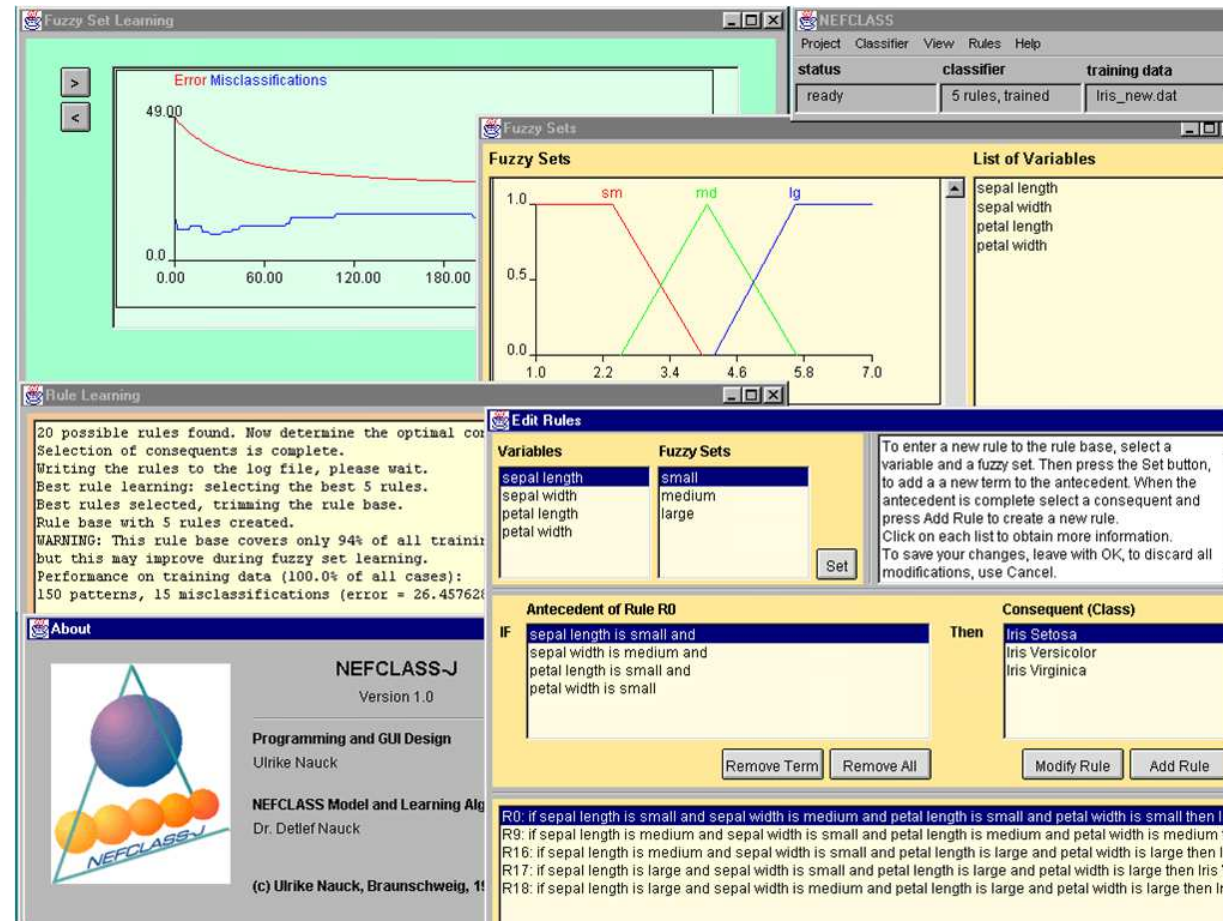 Fuzzy Set Learning
>
<
Error Misclassifications
49.00
0.0
0.00 60.00 120.00 180.00
NEFCLASS
Project Classifier View Rules Help
status classifier training data
ready 5 rules, trained Iris_new.dat
Fuzzy Sets
Fuzzy Sets
1.0
sm md lg
0.5
0.0
1.0 2.2 3.4 4.6 5.8 7.0
List of Variables
sepal length
sepal width
petal length
petal width
Rule Learning
20 possible rules found. Now determine the optimal
Selection of consequents is complete.
Writing the rules to the log file, please wait.
Best rule learning: selecting the best 5 rules.
Best rules selected, trimming the rule base.
Rule base with 5 rules created.
WARNING: This rule base covers only 94% of all
but this may improve during fuzzy set learning.
Performance on training data (100.0% of all cases):
150 patterns, 15 misclassifications (error = 26.457628
Edit Rules
Variables
sepal length
sepal width
petal length
petal width
Fuzzy Sets
small
medium
large
Set
To enter a new rule to the rule base, select a
variable and a fuzzy set. Then press the Set button,
to add a a new term to the antecedent. When the
antecedent is complete select a consequent and
press Add Rule to create a new rule.
Click on each list to obtain more information.
To save your changes, leave with OK, to discard all
modifications, use Cancel.
Antecedent of Rule R0
IF
sepal length is small and
sepal width is medium and
petal length is small and
petal width is small
Remove Term Remove All
Then
Consequent (Class)
Iris Setosa
Iris Versicolor
Iris Virginica
Modify Rule Add Rule
R0: if sepal length is small and sepal width is medium and petal length is small and petal width is small then
R9: if sepal length is medium and sepal width is small and petal length is medium and petal width is medium
R16: if sepal length is medium and sepal width is small and petal length is large and petal width is large then
R17: if sepal length is large and sepal width is small and petal length is large and petal width is large then Iris
R18: if sepal length is large and sepal width is medium and petal length is large and petal width is large then
About
NEFCLASS-J
NEFCLASS-J
Version 1.0
Programming and GUI Design
Ulrike Nauck
NEFCLASS Model and Learning
Dr. Detlef Nauck
(c) Ulrike Nauck, Braunschweig,